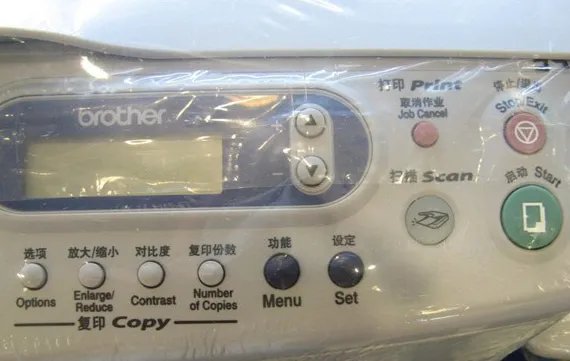 brother
打印 Print
取消作业
Job Cancel
停止/
Stop/Exit
扫描 Scan
启动 Start
选项
Options
放大/缩小
Enlarge/
Reduce
对比度
Contrast
复印份数
Number
of Copies
功能
Menu
设定
Set
复印 Copy